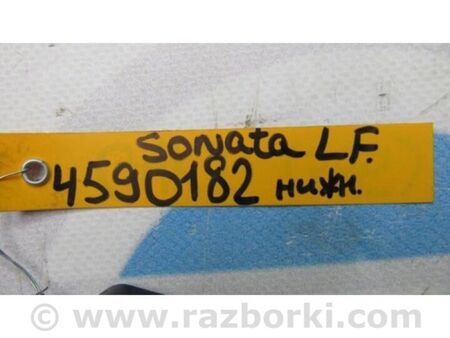 Sonata LF.
4590182 нижн.
© www.razborki.com